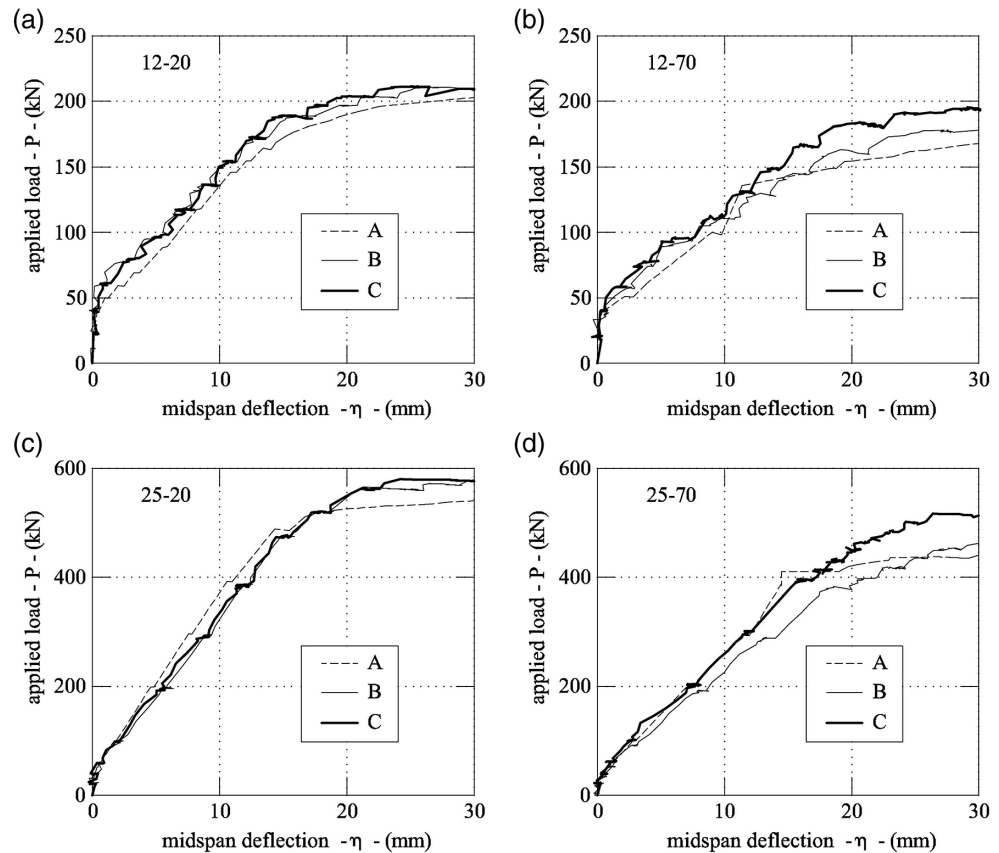 (a)
250
200
150
100
50
0
applied load - P - (kN)
12-20
A
B
C
0 10 20 30
midspan deflection - η - (mm)
(b)
250
200
150
100
50
0
applied load - P - (kN)
12-70
A
B
C
0 10 20 30
midspan deflection - η - (mm)
(c)
600
400
200
0
applied load - P - (kN)
25-20
A
B
C
0 10 20 30
midspan deflection - η - (mm)
(d)
600
400
200
0
applied load - P - (kN)
25-70
A
B
C
0 10 20 30
midspan deflection - η - (mm)